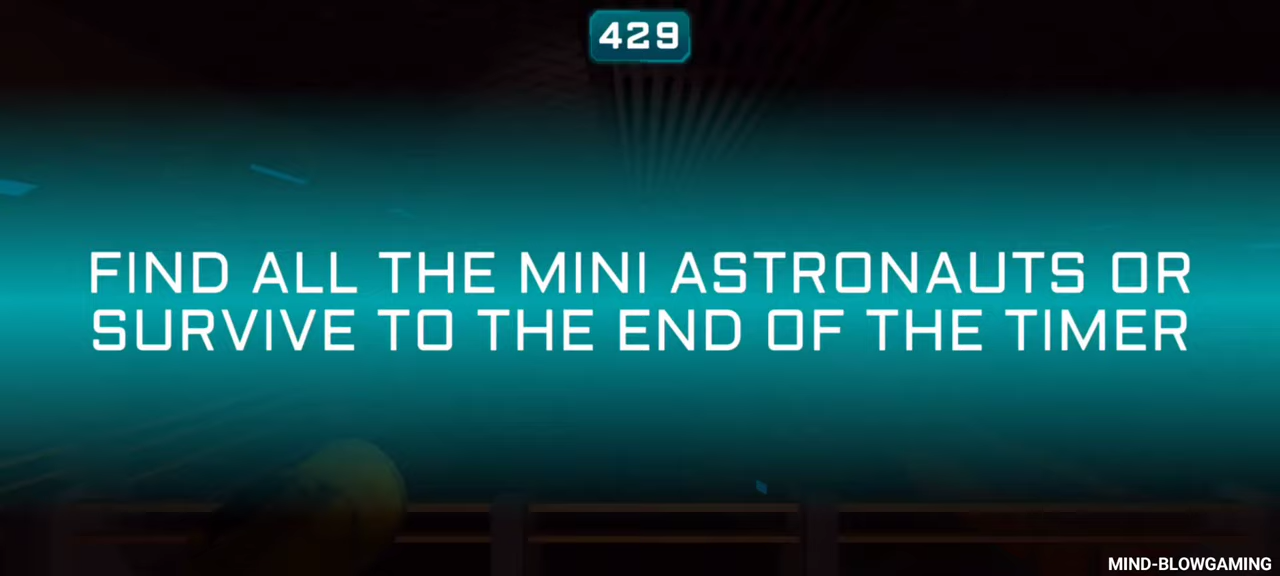 429
FIND ALL THE MINI ASTRONAUTS OR
SURVIVE TO THE END OF THE TIMER
MIND-BLOWGAMING